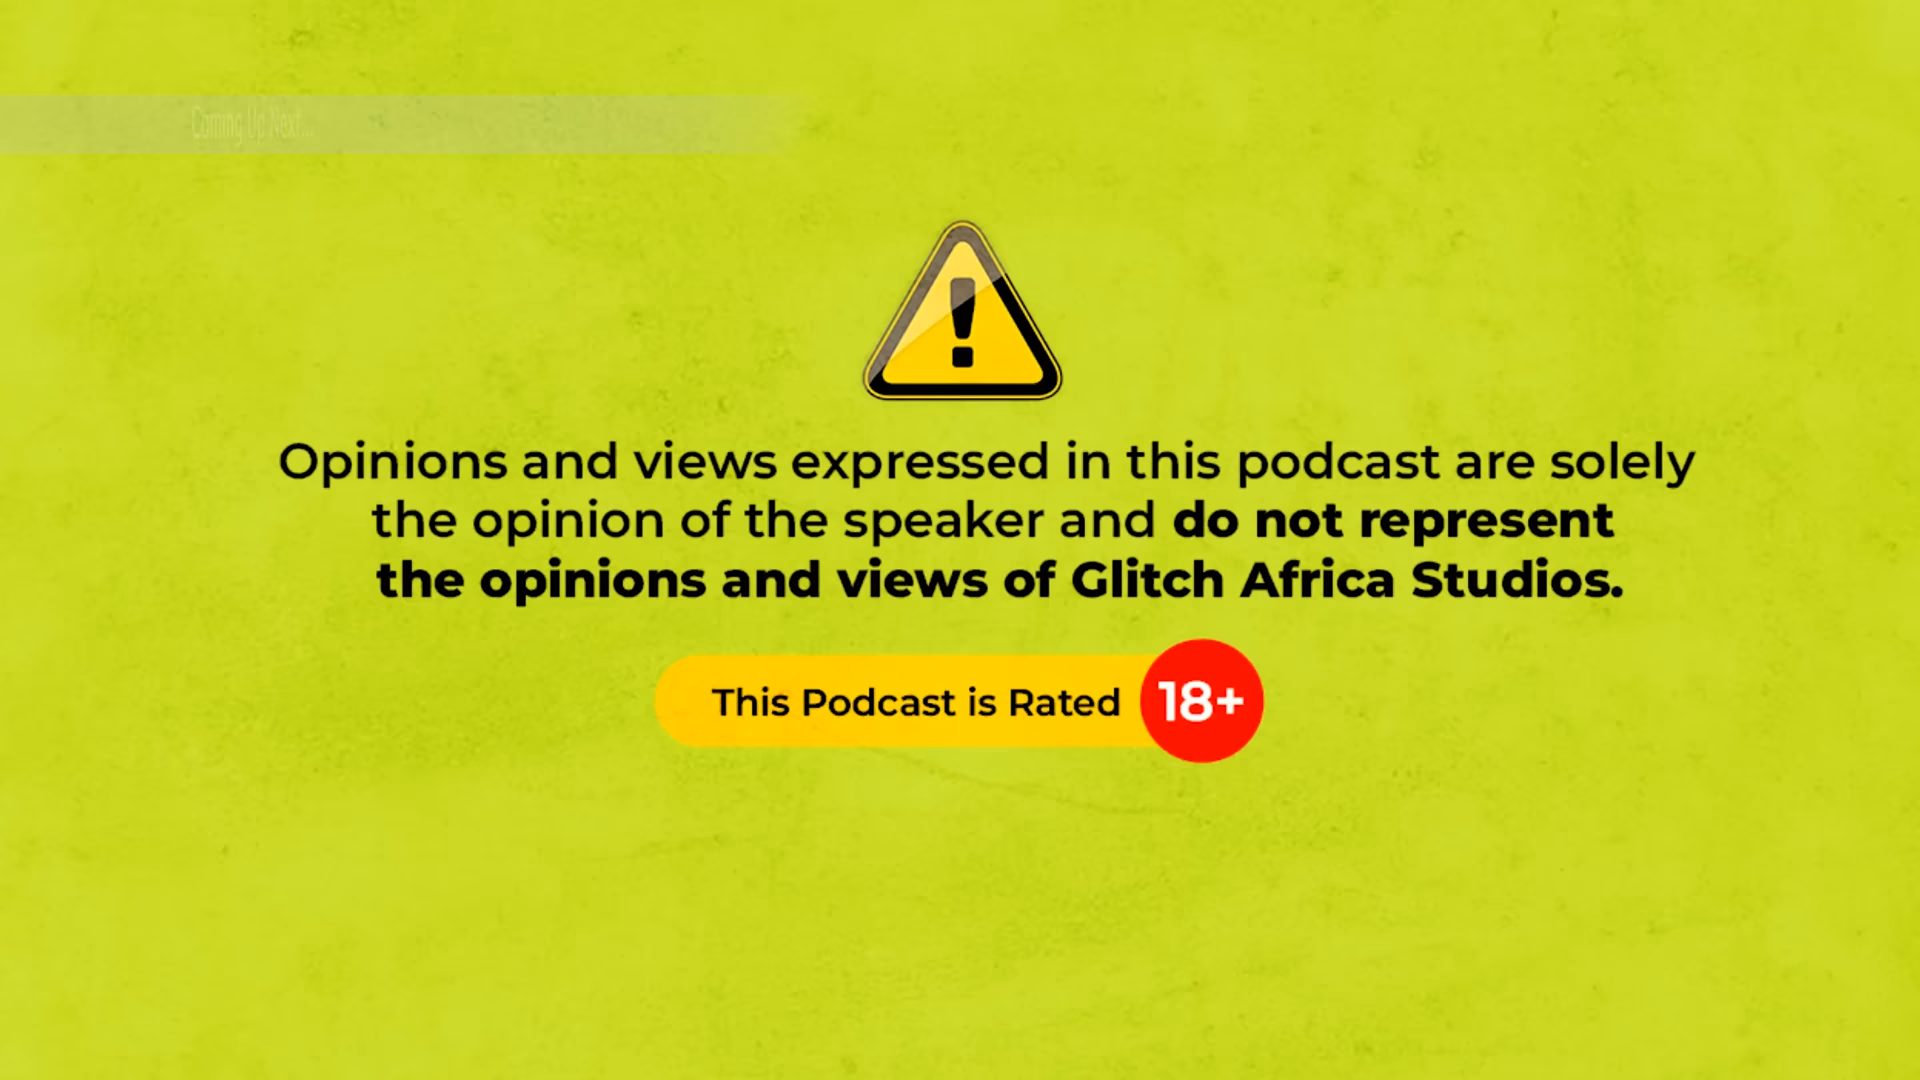 Coming Up Next...
Opinions and views expressed in this podcast are solely
the opinion of the speaker and do not represent
the opinions and views of Glitch Africa Studios.
This Podcast is Rated 18+